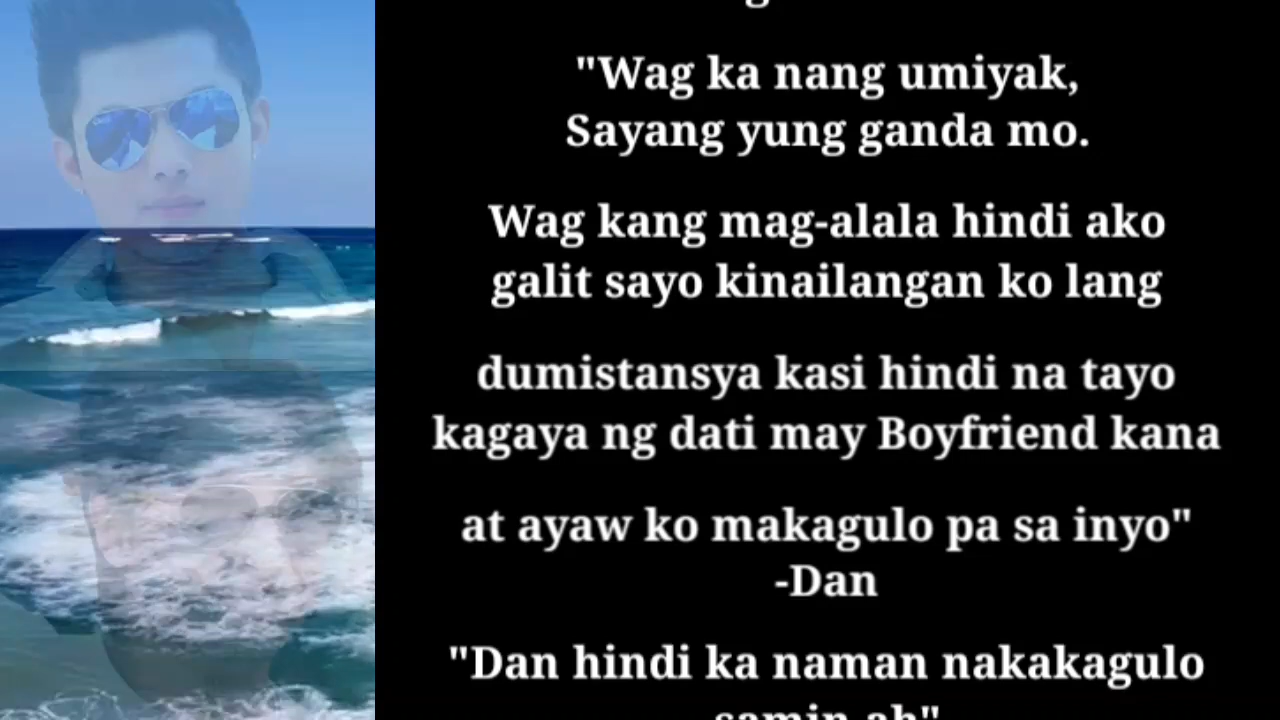 "Wag ka nang umiyak,
Sayang yung ganda mo.
Wag kang mag-alala hindi ako
galit sayo kinailangan ko lang
dumistansya kasi hindi na tayo
kagaya ng dati may Boyfriend kana
at ayaw ko makagulo pa sa inyo"
-Dan
"Dan hindi ka naman nakakagulo
samin ah"